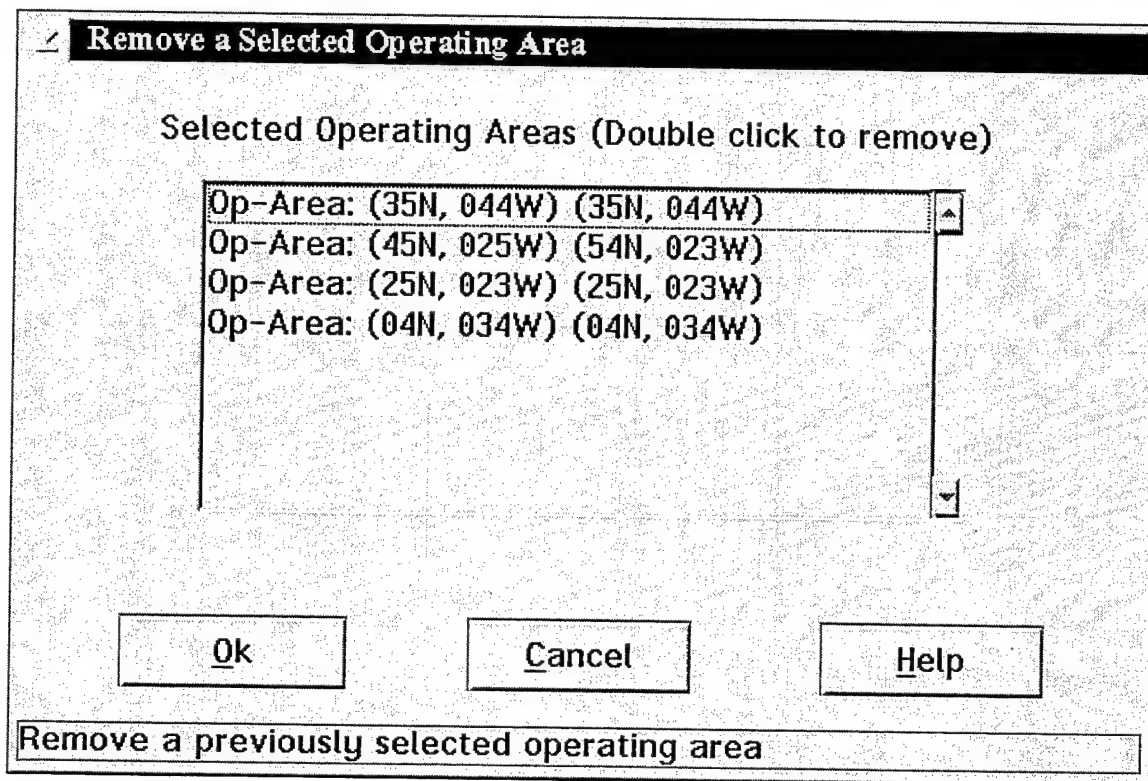 Remove a Selected Operating Area
Selected Operating Areas (Double click to remove)
Op-Area: (35N, 044W) (35N, 044W)
Op-Area: (45N, 025W) (54N, 023W)
Op-Area: (25N, 023W) (25N, 023W)
Op-Area: (04N, 034W) (04N, 034W)
Ok
Cancel
Help
Remove a previously selected operating area